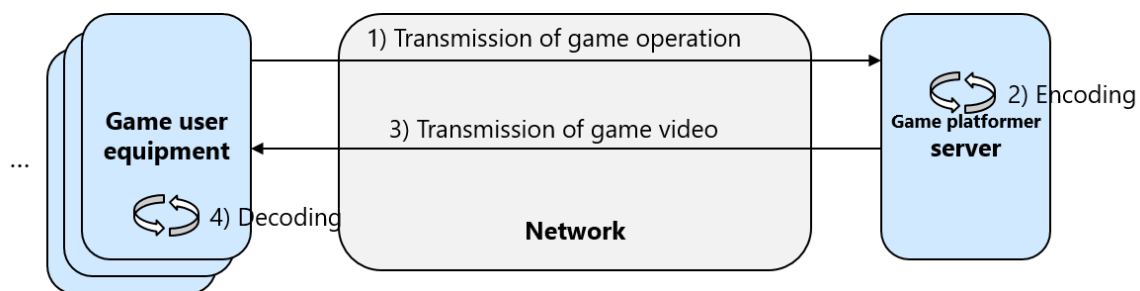 1) Transmission of game operation
2) Encoding
Game platformer
server
3) Transmission of game video
Game user
equipment
...
4) Decoding
Network